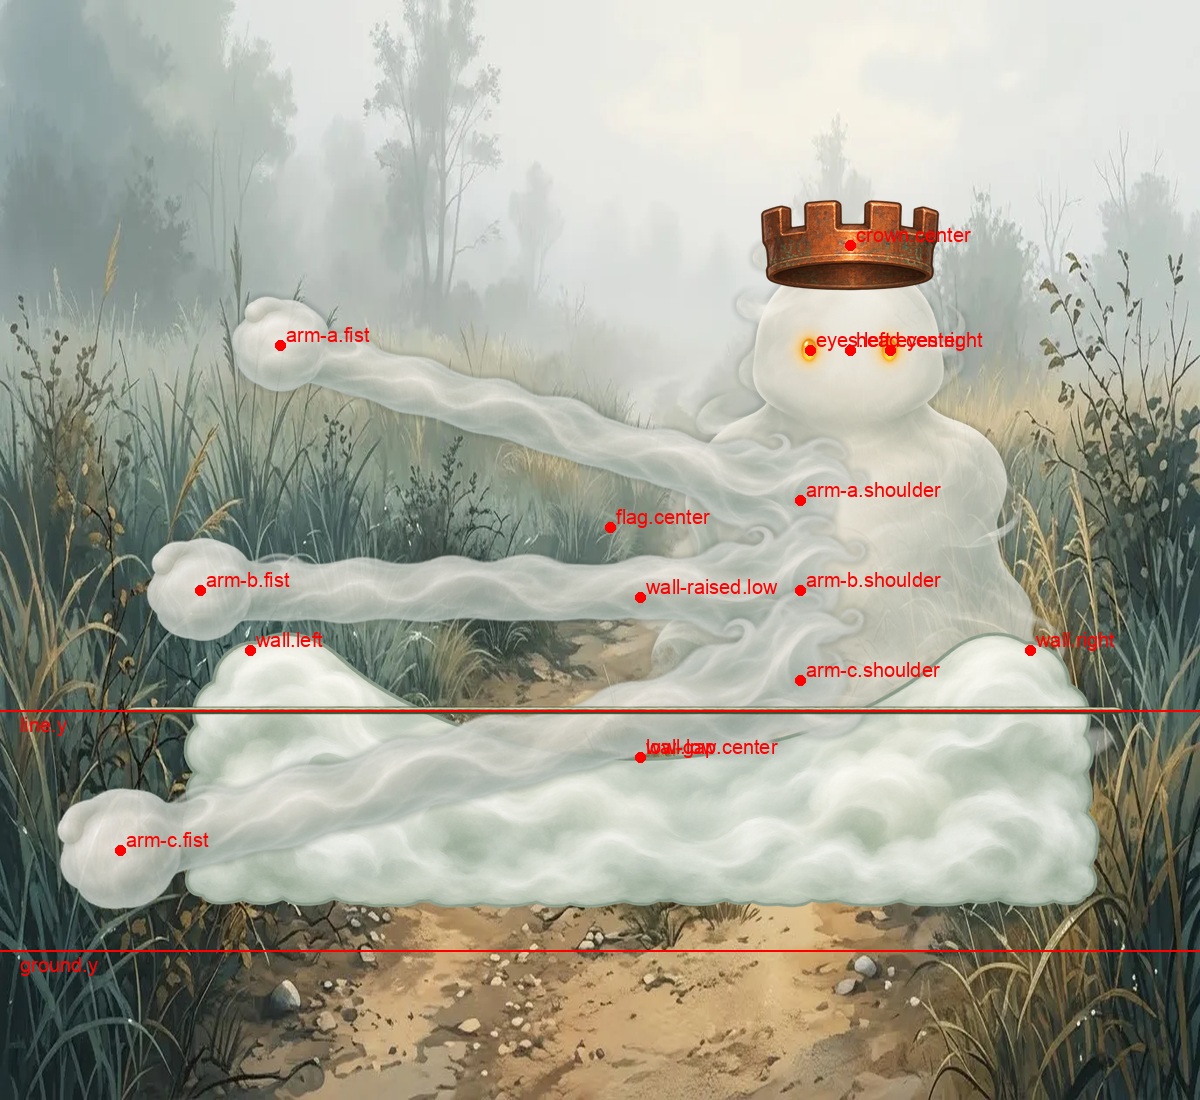 crown.center
arm-a.fist
eyes.left
head.center
eyes.right
arm-a.shoulder
flag.center
arm-b.fist
wall-raised.low
arm-b.shoulder
wall.left
wall.right
arm-c.shoulder
line.y
wall.gap.center
arm-c.fist
ground.y